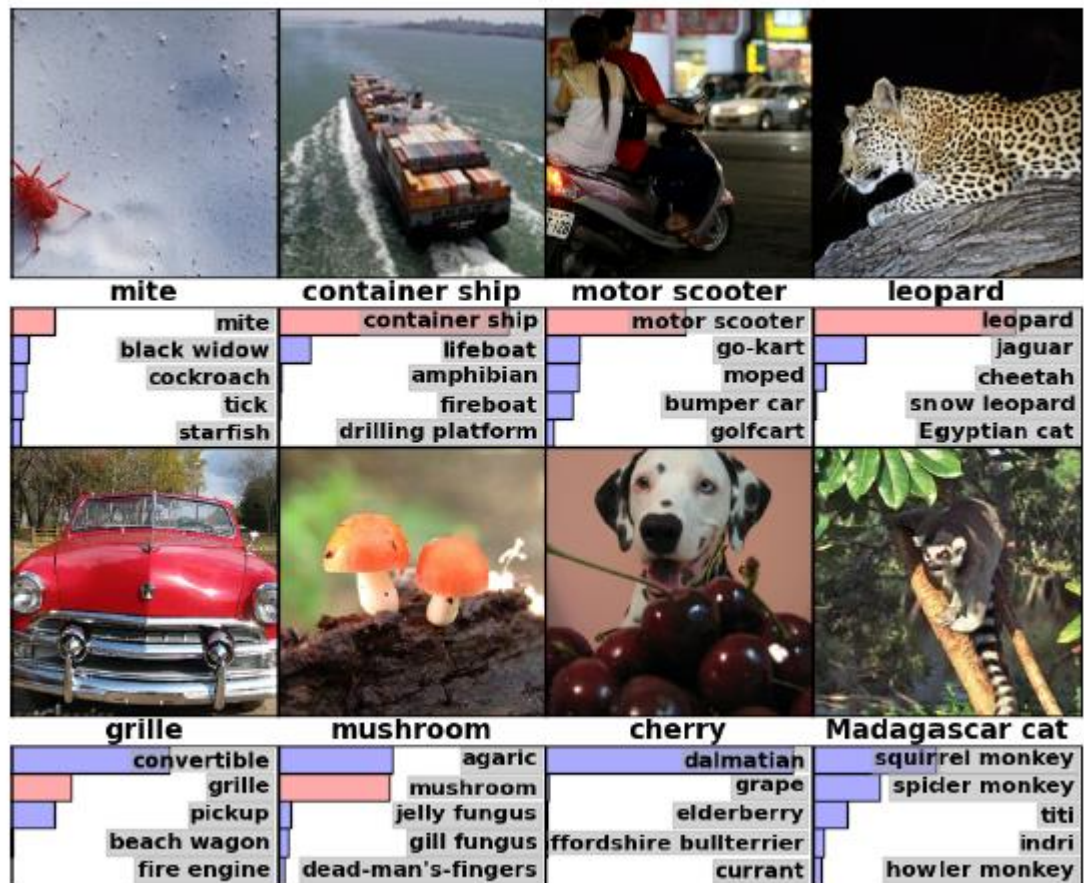 mite
container ship
motor scooter
leopard
mite
black widow
cockroach
tick
starfish
container ship
lifeboat
amphibian
fireboat
drilling platform
motor scooter
go-kart
moped
bumper car
golfcart
leopard
jaguar
cheetah
snow leopard
Egyptian cat
grille
mushroom
cherry
Madagascar cat
convertible
grille
pickup
beach wagon
fire engine
agaric
mushroom
jelly fungus
gill fungus
dead-man's-fingers
dalmatian
grape
elderberry
ffordshire bullterrier
currant
squirrel monkey
spider monkey
titi
indri
howler monkey